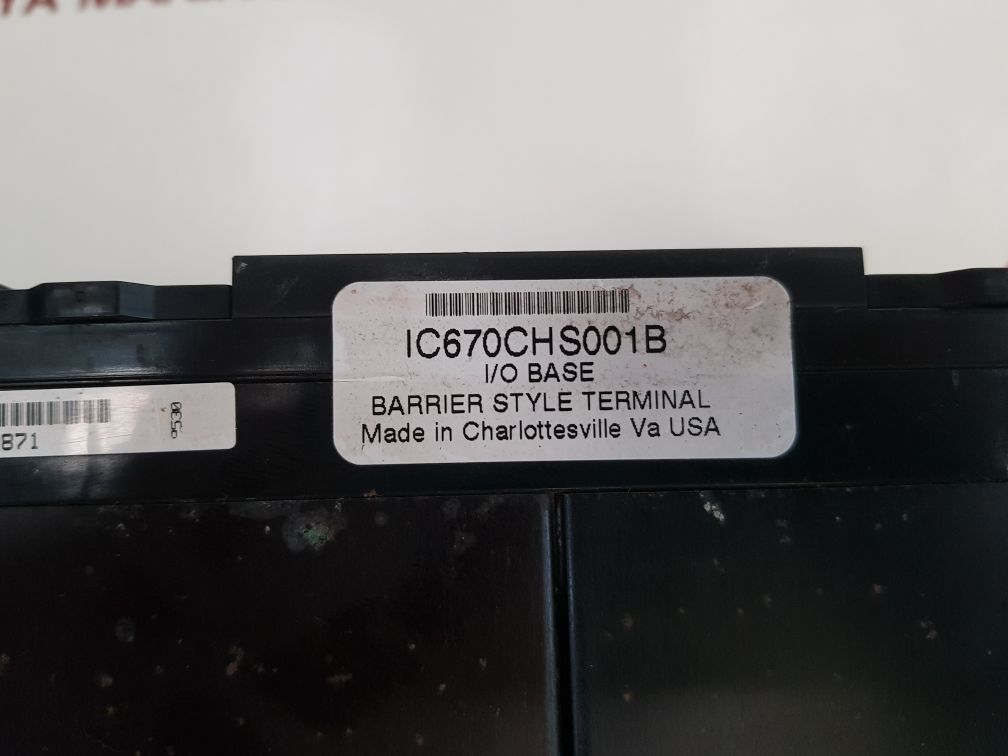 IC670CHS001B
I/O BASE
BARRIER STYLE TERMINAL
Made in Charlottesville Va USA
871